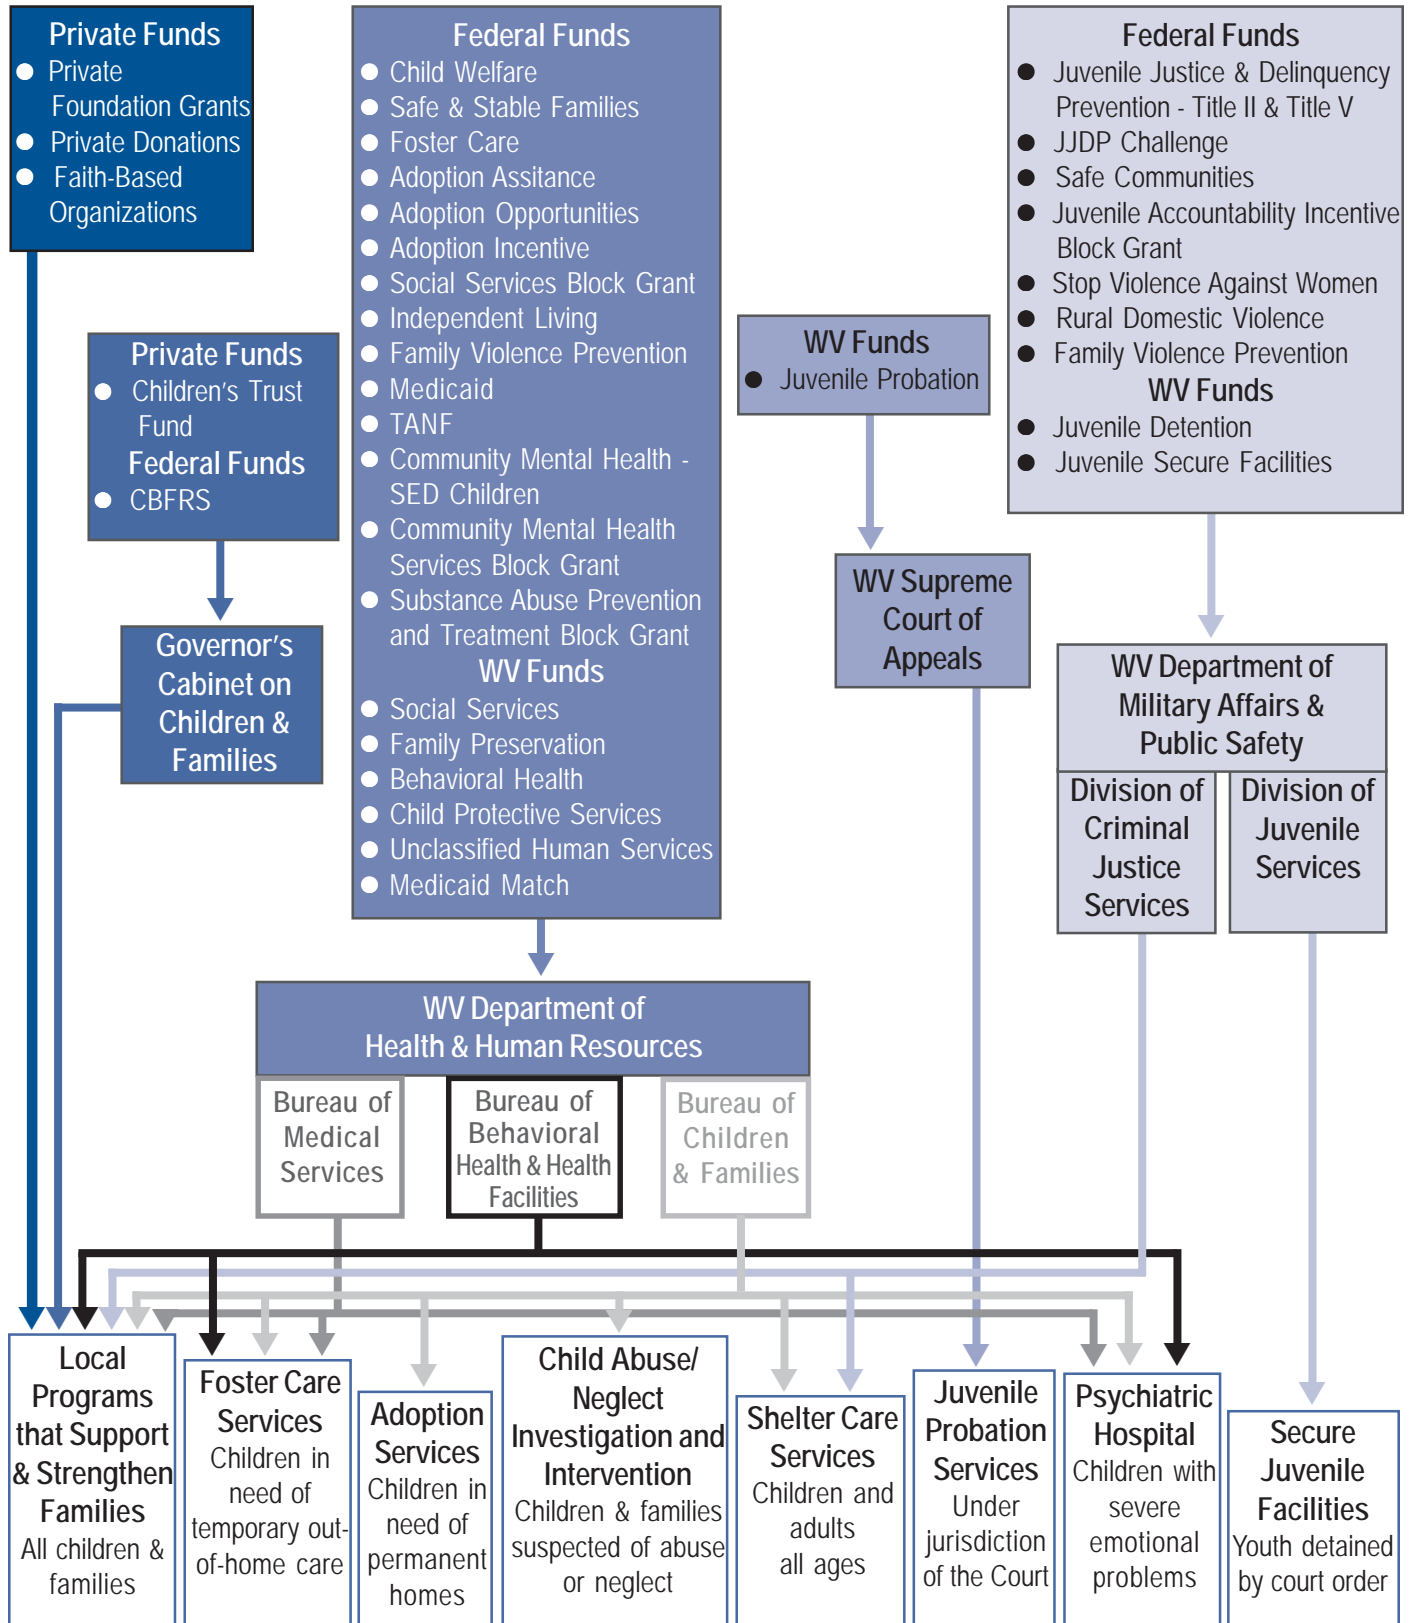 Private Funds
Private
Foundation Grants
Private Donations
Faith-Based
Organizations
Private Funds
Children's Trust
Fund
Federal Funds
CBFRS
Governor's
Cabinet on
Children &
Families
Federal Funds
Child Welfare
Safe & Stable Families
Foster Care
Adoption Assitance
Adoption Opportunities
Adoption Incentive
Social Services Block Grant
Independent Living
Family Violence Prevention
Medicaid
TANF
Community Mental Health -
SED Children
Community Mental Health
Services Block Grant
Substance Abuse Prevention
and Treatment Block Grant
WV Funds
Social Services
Family Preservation
Behavioral Health
Child Protective Services
Unclassified Human Services
Medicaid Match
WV Funds
Juvenile Probation
WV Supreme
Court of
Appeals
Federal Funds
Juvenile Justice & Delinquency
Prevention - Title II & Title V
JJDP Challenge
Safe Communities
Juvenile Accountability Incentive
Block Grant
Stop Violence Against Women
Rural Domestic Violence
Family Violence Prevention
WV Funds
Juvenile Detention
Juvenile Secure Facilities
WV Department of
Military Affairs &
Public Safety
Division of
Criminal
Justice
Services
Division of
Juvenile
Services
WV Department of
Health & Human Resources
Bureau of
Medical
Services
Bureau of
Behavioral
Health & Health
Facilities
Bureau of
Children
& Families
Local
Programs
that Support
& Strengthen
Families
All children &
families
Foster Care
Services
Children in
need of
temporary out-
of-home care
Adoption
Services
Children in
need of
permanent
homes
Child Abuse/
Neglect
Investigation and
Intervention
Children & families
suspected of abuse
or neglect
Shelter Care
Services
Children and
adults
all ages
Juvenile
Probation
Services
Under
jurisdiction
of the Court
Psychiatric
Hospital
Children with
severe
emotional
problems
Secure
Juvenile
Facilities
Youth detained
by court order